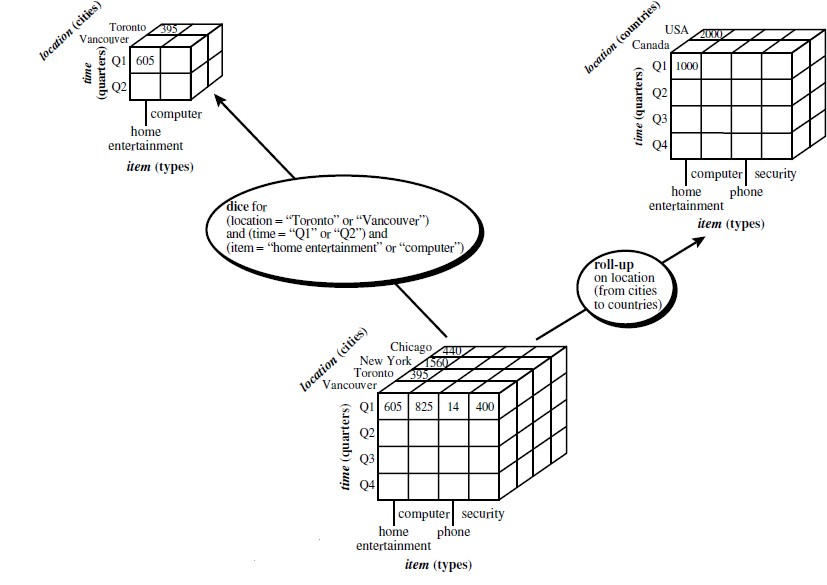 location (cities)
Toronto 395
Vancouver
time (quarters)
Q1 605
Q2
computer
home
entertainment
item (types)
location (countries)
USA 2000
Canada
time (quarters)
Q1 1000
Q2
Q3
Q4
computer security
home phone
entertainment
item (types)
dice for
(location = “Toronto” or “Vancouver”)
and (time = “Q1” or “Q2”) and
(item = “home entertainment” or “computer”)
roll-up
on location
(from cities
to countries)
location (cities)
Chicago 440
New York 1560
Toronto 395
Vancouver
time (quarters)
Q1 605 825 14 400
Q2
Q3
Q4
computer security
home phone
entertainment
item (types)